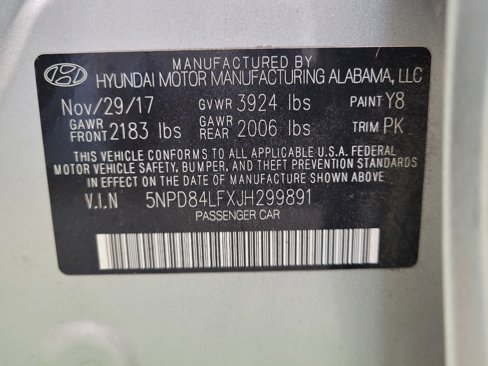 MANUFACTURED BY
HYUNDAI MOTOR MANUFACTURING ALABAMA, LLC
Nov/29/17 GVWR 3924 lbs PAINT Y8
GAWR FRONT 2183 lbs GAWR REAR 2006 lbs TRIM PK
THIS VEHICLE CONFORMS TO ALL APPLICABLE U.S.A. FEDERAL
MOTOR VEHICLE SAFETY, BUMPER, AND THEFT PREVENTION STANDARDS
IN EFFECT ON THE DATE OF MANUFACTURE SHOWN ABOVE.
V.I.N 5NPD84LFXJH299891
PASSENGER CAR